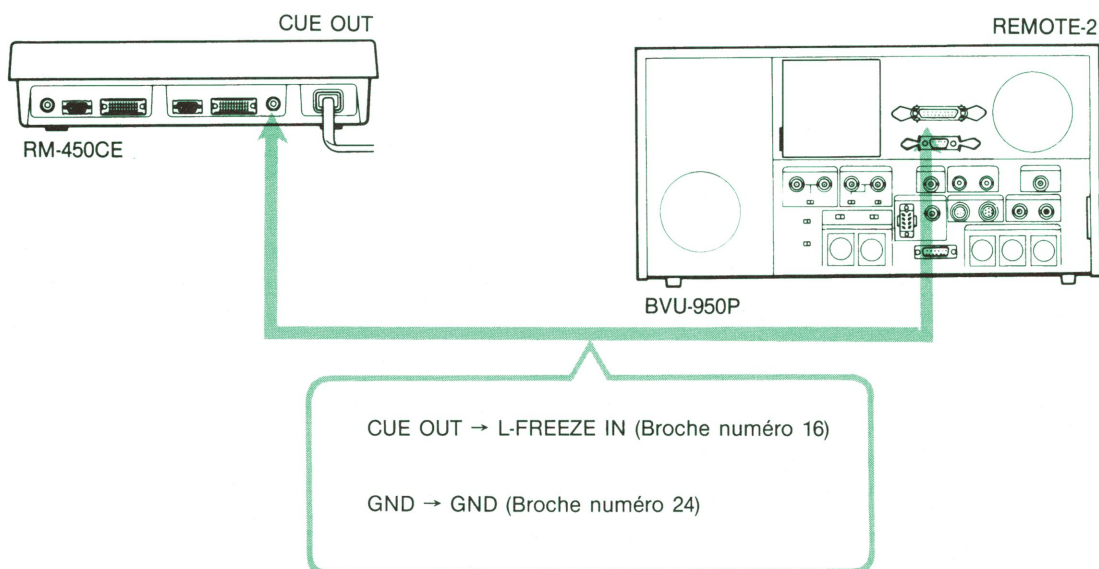 CUE OUT
REMOTE-2
RM-450CE
BVU-950P
CUE OUT → L-FREEZE IN (Broche numéro 16)
GND → GND (Broche numéro 24)